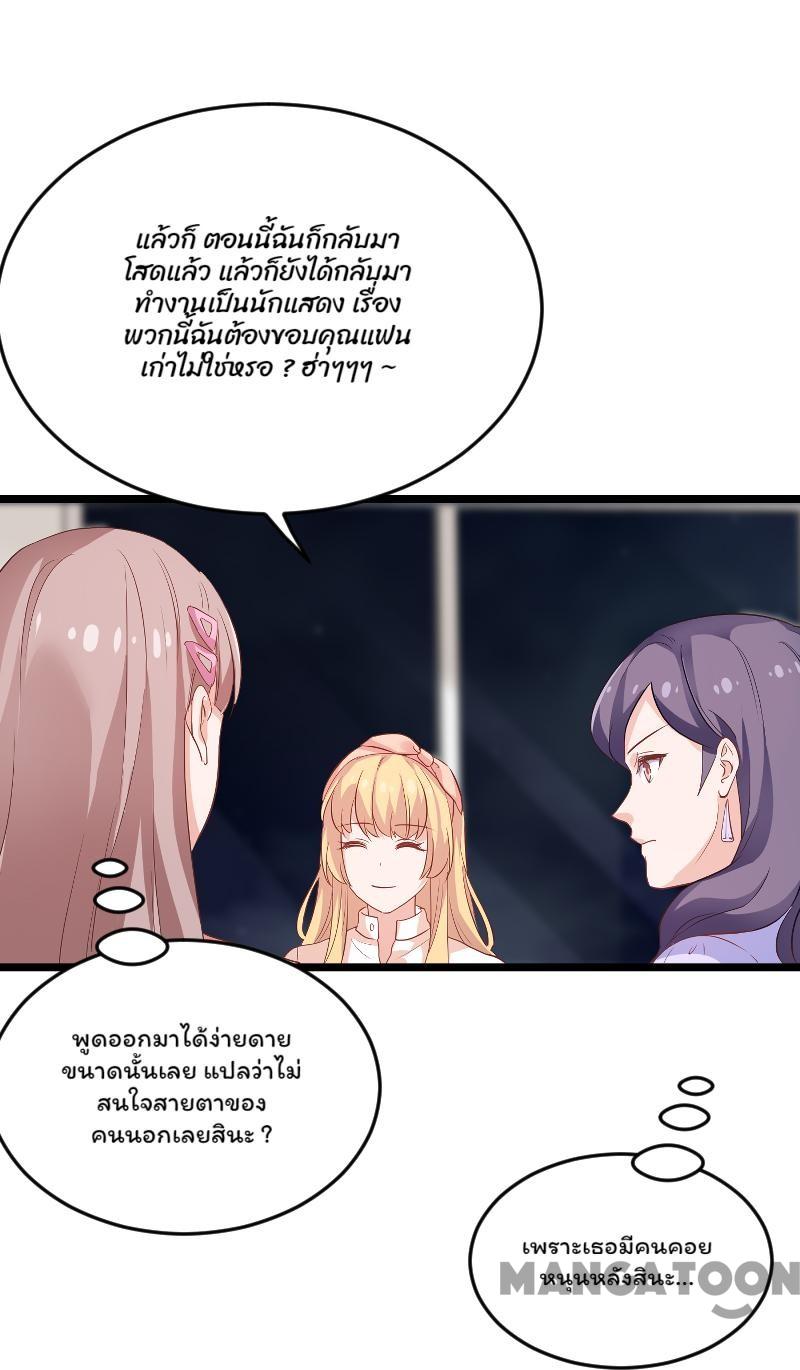 แล้วก็ ตอนนี้ฉันก็กลับมา
โสดแล้ว แล้วก็ยังได้กลับมา
ทำงานเป็นนักแสดง เรื่อง
พวกนี้ฉันต้องขอบคุณแฟน
เก่าไม่ใช่หรอ ? ฮ่าๆๆๆ ~
พูดออกมาได้ง่ายดาย
ขนาดนั้นเลย แปลว่าไม่
สนใจสายตาของ
คนนอกเลยสินะ ?
เพราะเธอมีคนคอย
หนุนหลังสินะ...
MANGATOON